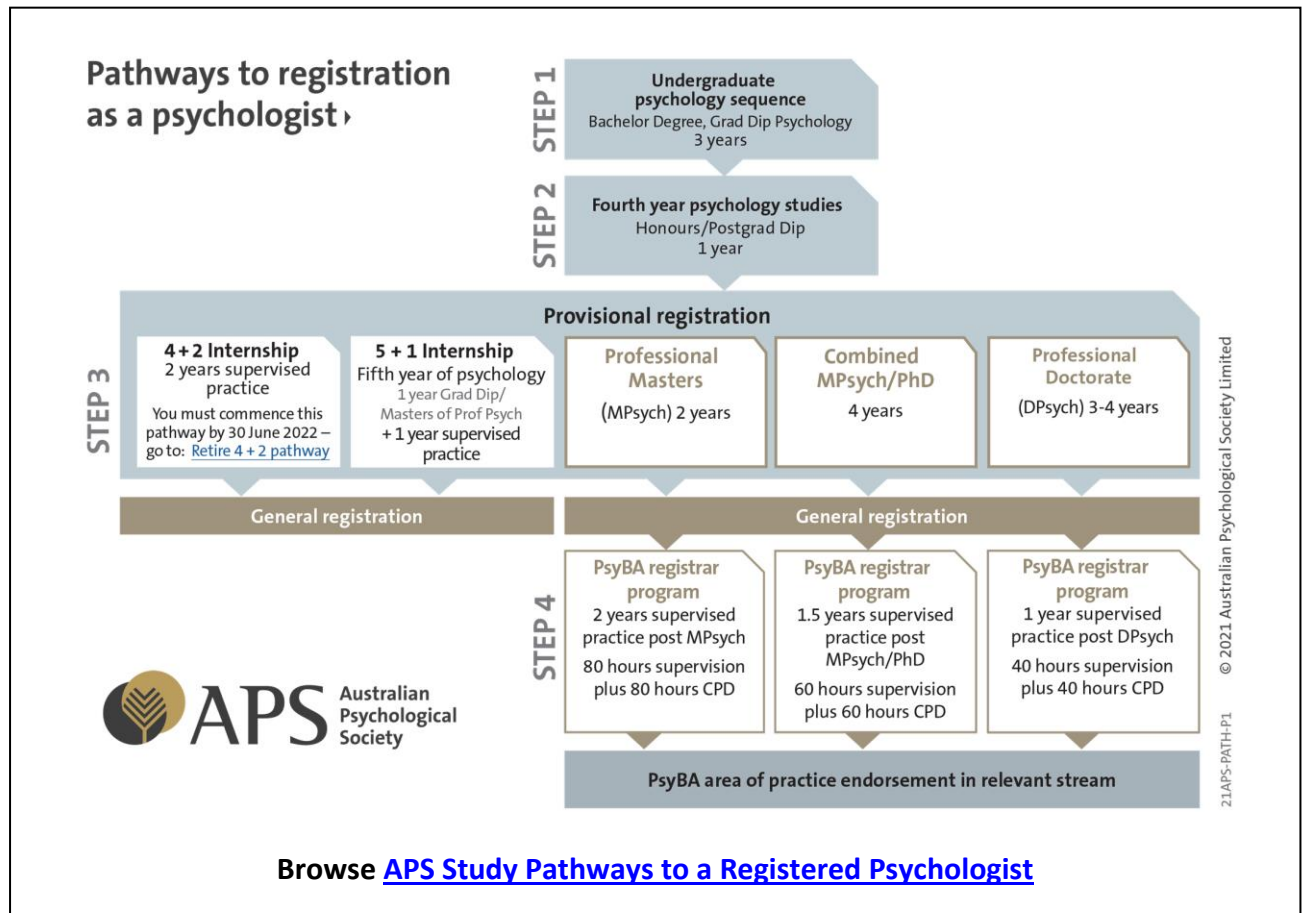 Pathways to registration
as a psychologist ›
STEP 1
Undergraduate
psychology sequence
Bachelor Degree, Grad Dip Psychology
3 years
STEP 2
Fourth year psychology studies
Honours/Postgrad Dip
1 year
STEP 3
Provisional registration
4 + 2 Internship
2 years supervised
practice
You must commence this
pathway by 30 June 2022 –
go to: Retire 4 + 2 pathway
5 + 1 Internship
Fifth year of psychology
1 year Grad Dip/
Masters of Prof Psych
+ 1 year supervised
practice
Professional
Masters
(MPsych) 2 years
Combined
MPsych/PhD
4 years
Professional
Doctorate
(DPsych) 3-4 years
General registration
General registration
STEP 4
PsyBA registrar
program
2 years supervised
practice post MPsych
80 hours supervision
plus 80 hours CPD
PsyBA registrar
program
1.5 years supervised
practice post
MPsych/PhD
60 hours supervision
plus 60 hours CPD
PsyBA registrar
program
1 year supervised
practice post DPsych
40 hours supervision
plus 40 hours CPD
PsyBA area of practice endorsement in relevant stream
APS
Australian
Psychological
Society
21APS-PATH-P1 © 2021 Australian Psychological Society Limited
Browse APS Study Pathways to a Registered Psychologist